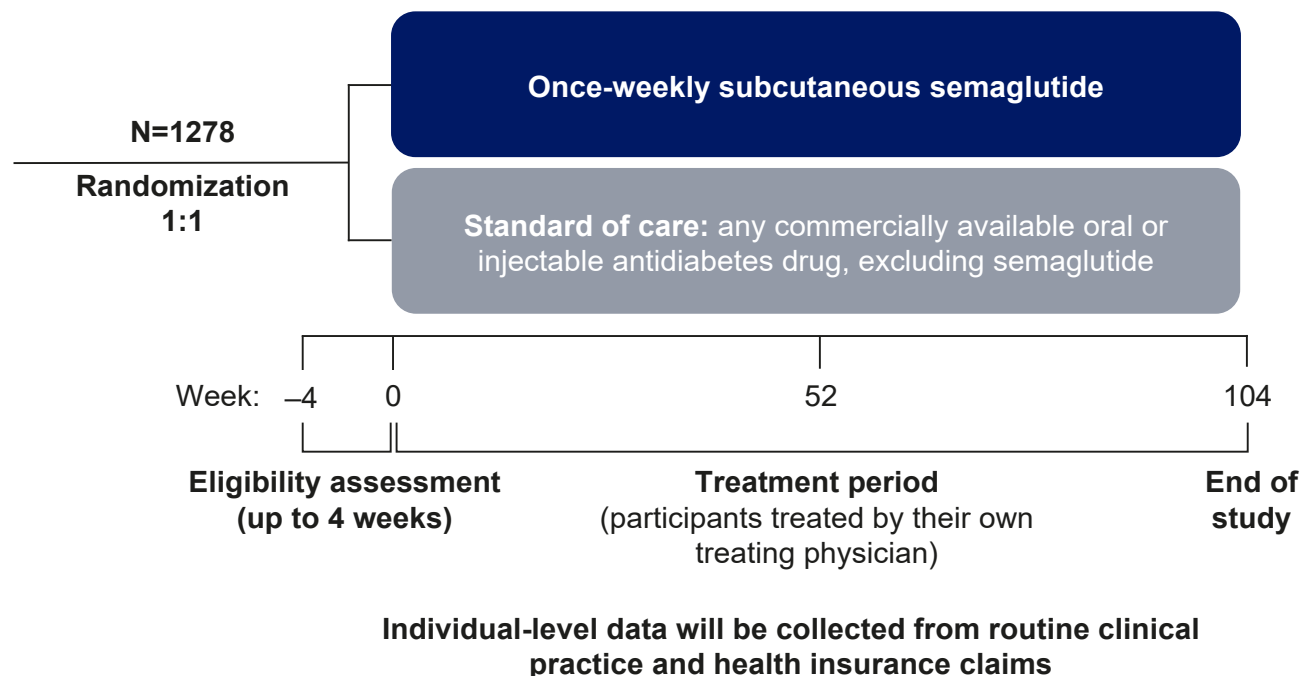 Once-weekly subcutaneous semaglutide
N=1278
Randomization
1:1
Standard of care: any commercially available oral or
injectable antidiabetes drug, excluding semaglutide
Week: –4 0 52 104
Eligibility assessment
(up to 4 weeks)
Treatment period
(participants treated by their own
treating physician)
End of
study
Individual-level data will be collected from routine clinical
practice and health insurance claims